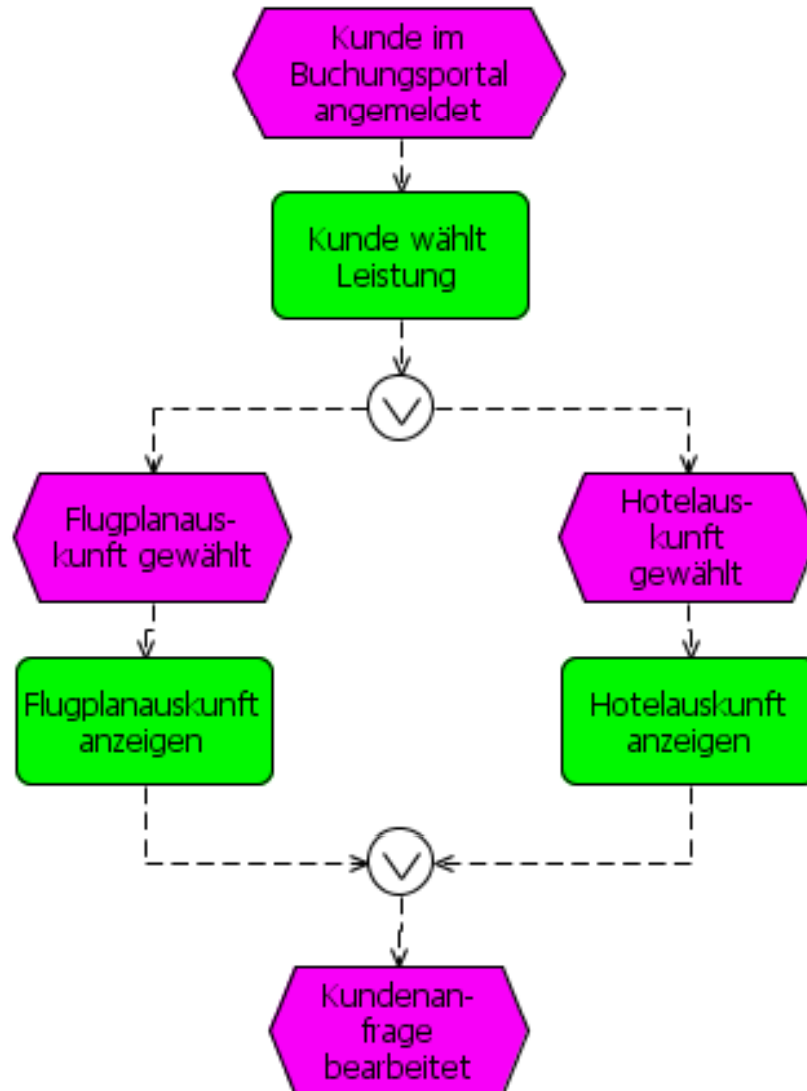 Kunde im
Buchungsportal
angemeldet
Kunde wählt
Leistung
Flugplanaus-
kunft gewählt
Hotelaus-
kunft
gewählt
Flugplanauskunft
anzeigen
Hotelauskunft
anzeigen
Kundenan-
frage
bearbeitet